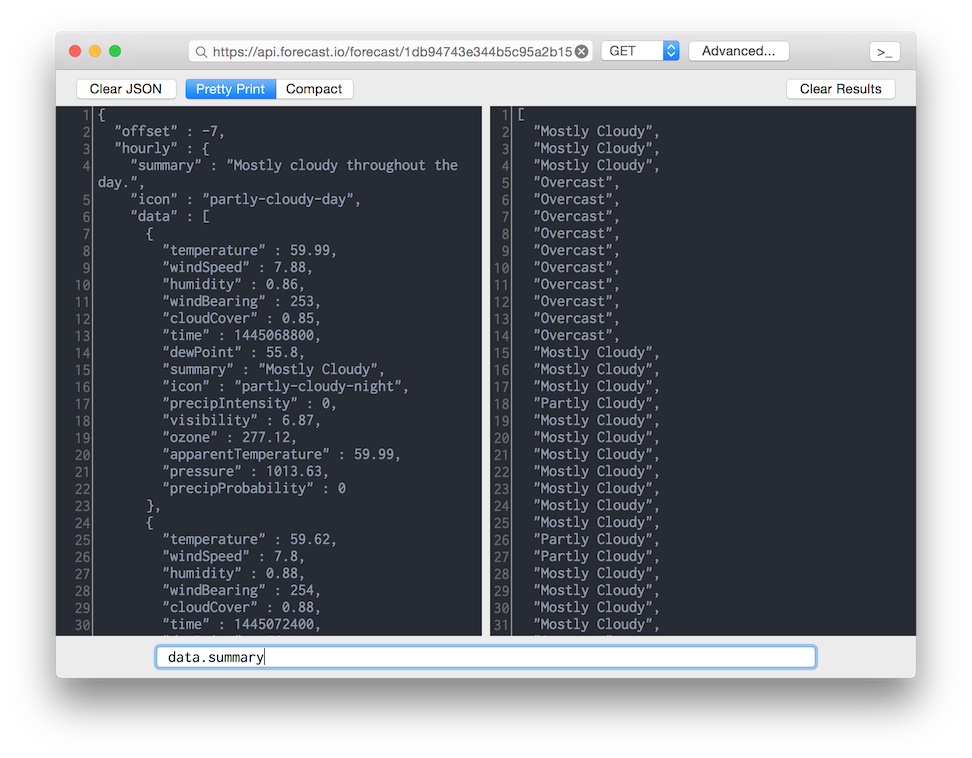 https://api.forecast.io/forecast/1db94743e344b5c95a2b15 GET Advanced... >_
Clear JSON Pretty Print Compact Clear Results
1 {
2 "offset" : -7,
3 "hourly" : {
4 "summary" : "Mostly cloudy throughout the
day.",
5 "icon" : "partly-cloudy-day",
6 "data" : [
7 {
8 "temperature" : 59.99,
9 "windSpeed" : 7.88,
10 "humidity" : 0.86,
11 "windBearing" : 253,
12 "cloudCover" : 0.85,
13 "time" : 1445068800,
14 "dewPoint" : 55.8,
15 "summary" : "Mostly Cloudy",
16 "icon" : "partly-cloudy-night",
17 "precipIntensity" : 0,
18 "visibility" : 6.87,
19 "ozone" : 277.12,
20 "apparentTemperature" : 59.99,
21 "pressure" : 1013.63,
22 "precipProbability" : 0
23 },
24 {
25 "temperature" : 59.62,
26 "windSpeed" : 7.8,
27 "humidity" : 0.88,
28 "windBearing" : 254,
29 "cloudCover" : 0.88,
30 "time" : 1445072400,
1 [
2 "Mostly Cloudy",
3 "Mostly Cloudy",
4 "Mostly Cloudy",
5 "Overcast",
6 "Overcast",
7 "Overcast",
8 "Overcast",
9 "Overcast",
10 "Overcast",
11 "Overcast",
12 "Overcast",
13 "Overcast",
14 "Overcast",
15 "Mostly Cloudy",
16 "Mostly Cloudy",
17 "Mostly Cloudy",
18 "Partly Cloudy",
19 "Mostly Cloudy",
20 "Mostly Cloudy",
21 "Mostly Cloudy",
22 "Mostly Cloudy",
23 "Mostly Cloudy",
24 "Mostly Cloudy",
25 "Mostly Cloudy",
26 "Partly Cloudy",
27 "Partly Cloudy",
28 "Mostly Cloudy",
29 "Mostly Cloudy",
30 "Mostly Cloudy",
31 "Mostly Cloudy",
data.summary